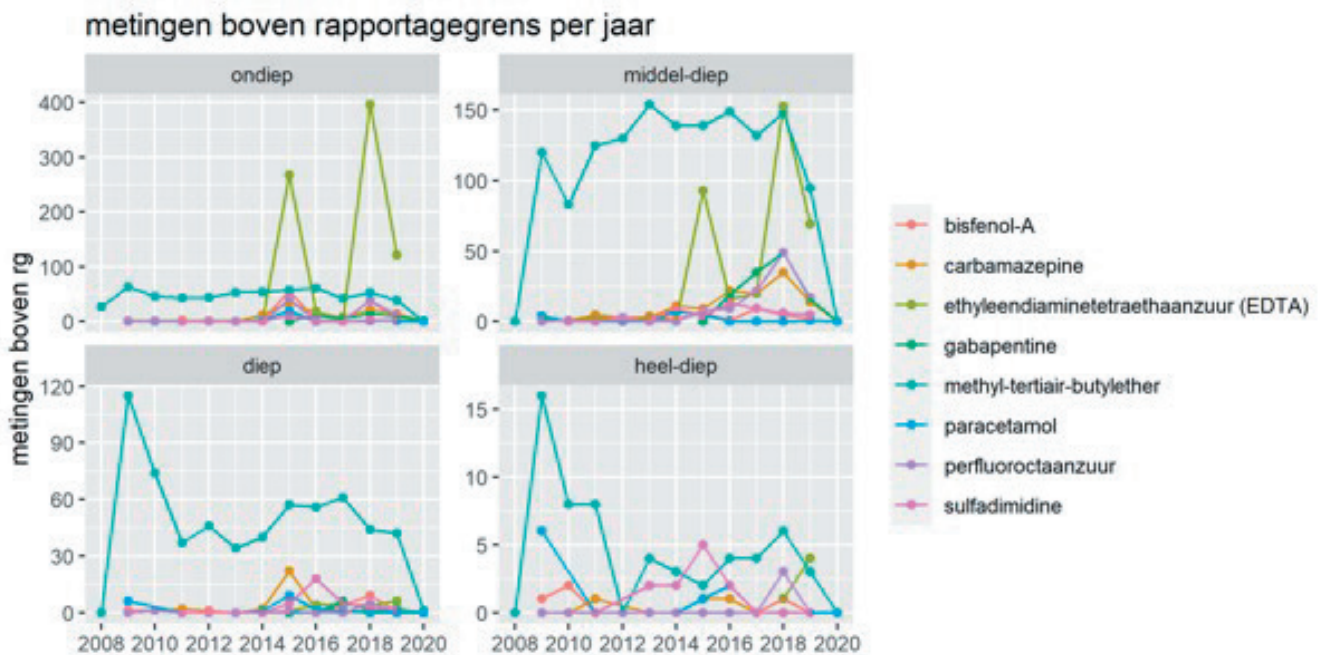 metingen boven rapportagegrens per jaar
ondiep
middel-diep
400
300
200
100
0
150
100
50
0
metingen boven rg
diep
heel-diep
120
90
60
30
0
15
10
5
0
2008 2010 2012 2014 2016 2018 2020
2008 2010 2012 2014 2016 2018 2020
bisfenol-A
carbamazepine
ethyleendiaminetetraethaanzuur (EDTA)
gabapentine
methyl-tertiair-butylether
paracetamol
perfluoroctaanzuur
sulfadimidine